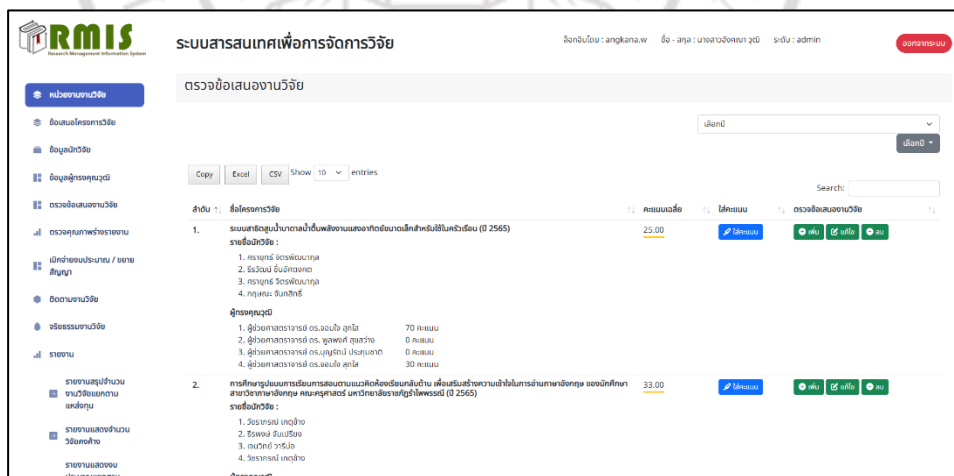 RMIS
Research Management Information System
ระบบสารสนเทศเพื่อการจัดการวิจัย
ล็อกอินโดย : angkana.w ชื่อ - สกุล : นางสาวอังคณา วุฒิ ระดับ : admin
ออกจากระบบ
หน่วยงานงานวิจัย
ข้อเสนอโครงการวิจัย
ข้อมูลนักวิจัย
ข้อมูลผู้ทรงคุณวุฒิ
ตรวจข้อเสนองานวิจัย
ตรวจคุณภาพร่างรายงาน
เบิกจ่ายงบประมาณ / ขยาย
สัญญา
ติดตามงานวิจัย
จริยธรรมงานวิจัย
รายงาน
รายงานสรุปจำนวน
งานวิจัยแยกตาม
แหล่งทุน
รายงานแสดงจำนวน
วิจัยคงค้าง
รายงานแสดงงบ
ตรวจข้อเสนองานวิจัย
เลือกปี
เลือกปี
Copy Excel CSV Show 10 entries
Search:
ลำดับ ชื่อโครงการวิจัย คะแนนเฉลี่ย ใส่คะแนน ตรวจข้อเสนองานวิจัย
1. ระบบสาธิตสูบน้ำบาดาลน้ำตื้นพลังงานแสงอาทิตย์ขนาดเล็กสำหรับใช้ในครัวเรือน (ปี 2565) 25.00 ใส่คะแนน เพิ่ม แก้ไข ลบ
รายชื่อนักวิจัย :
1. ศรายุทธ์ จิตรพัฒนากุล
2. ธีรวัฒน์ ชื่นอัศดงคต
3. ศรายุทธ์ จิตรพัฒนากุล
4. กฤษณะ จันทสิทธิ์
ผู้ทรงคุณวุฒิ
1. ผู้ช่วยศาสตราจารย์ ดร.จอมใจ สุกใส 70 คะแนน
2. ผู้ช่วยศาสตราจารย์ ดร. พูลพงศ์ สุขสว่าง 0 คะแนน
3. ผู้ช่วยศาสตราจารย์ ดร.บุญรัตน์ ประทุมชาติ 0 คะแนน
4. ผู้ช่วยศาสตราจารย์ ดร.จอมใจ สุกใส 30 คะแนน
2. การศึกษารูปแบบการเรียนการสอนตามแนวคิดห้องเรียนกลับด้าน เพื่อเสริมสร้างความเข้าใจในการอ่านภาษาอังกฤษ ของนักศึกษา 33.00 ใส่คะแนน เพิ่ม แก้ไข ลบ
สาขาวิชาภาษาอังกฤษ คณะครุศาสตร์ มหาวิทยาลัยราชภัฏรำไพพรรณี (ปี 2565)
รายชื่อนักวิจัย :
1. วัชราภรณ์ เกตุช้าง
2. ธีรพงษ์ จันเปรียง
3. เจนวิทย์ วารีบ่อ
4. วัชราภรณ์ เกตุช้าง